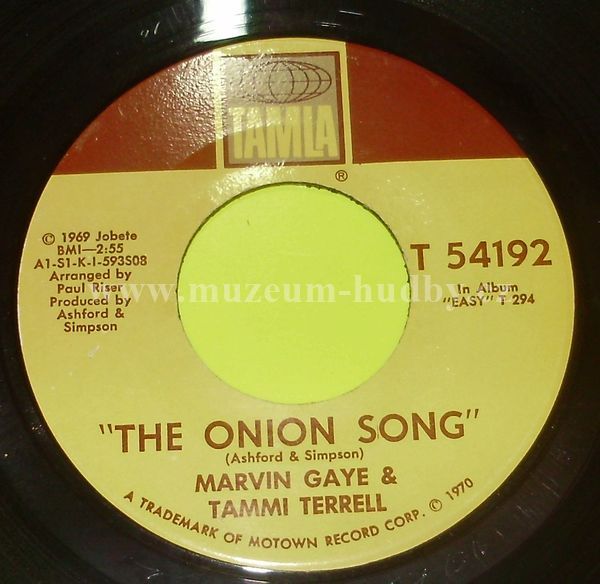 TAMLA
®
© 1969 Jobete
BMI—2:55
A1-S1-K-I-593S08
Arranged by
Paul Riser
Produced by
Ashford &
Simpson
T 54192
In Album
"EASY" T 294
www.muzeum-hudby.
"THE ONION SONG"
(Ashford & Simpson)
MARVIN GAYE &
TAMMI TERRELL
A TRADEMARK OF MOTOWN RECORD CORP. © 1970